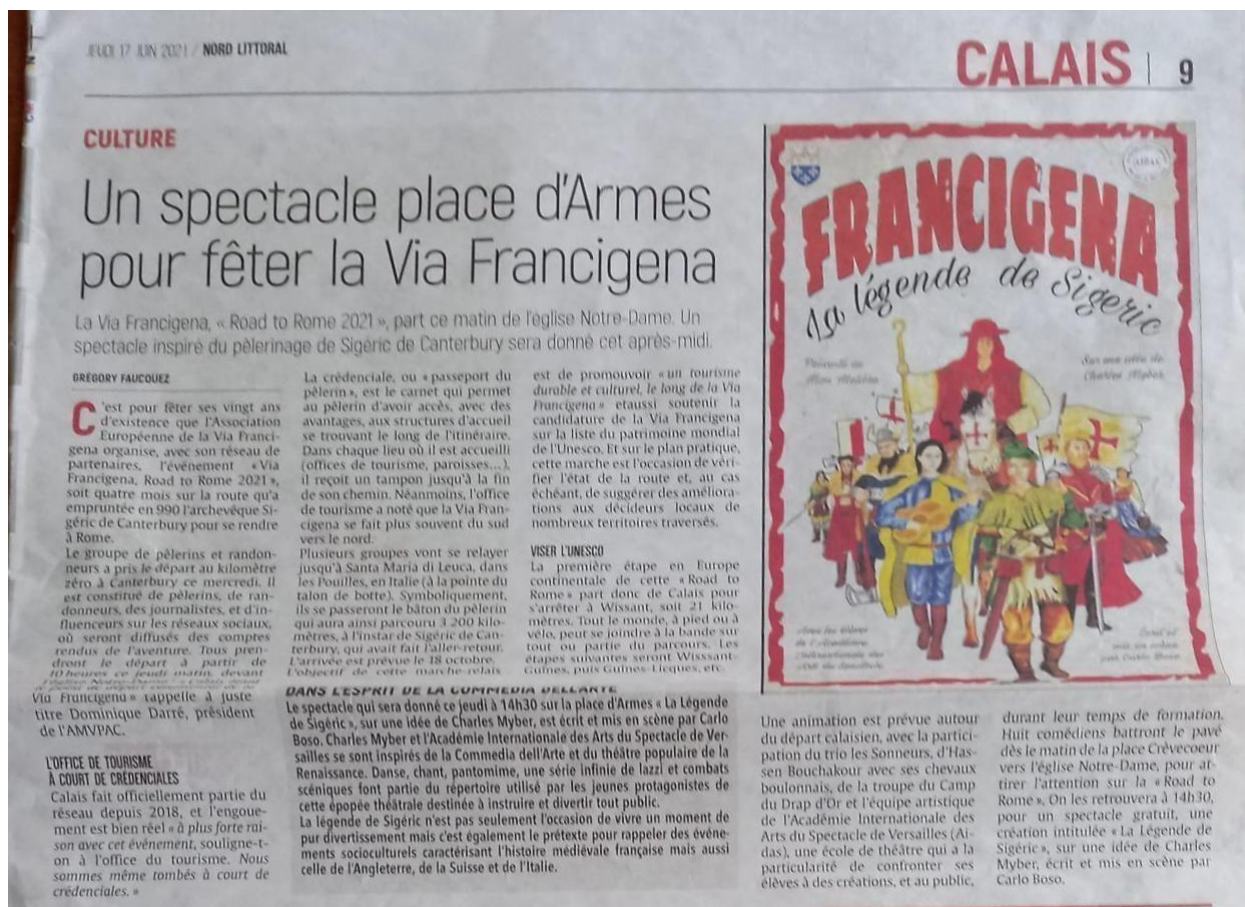 JEUDI 17 JUIN 2021 / NORD LITTORAL
CALAIS | 9
CULTURE
Un spectacle place d'Armes
pour fêter la Via Francigena
La Via Francigena, « Road to Rome 2021 », part ce matin de l'église Notre-Dame. Un
spectacle inspiré du pèlerinage de Sigéric de Canterbury sera donné cet après-midi.
GRÉGORY FAUCQUEZ
C'est pour fêter ses vingt ans
d'existence que l'Association
Européenne de la Via Franci-
gena organise, avec son réseau de
partenaires, l'événement « Via
Francigena, Road to Rome 2021 »,
soit quatre mois sur la route qu'a
empruntée en 990 l'archevêque Si-
géric de Canterbury pour se rendre
à Rome.
Le groupe de pèlerins et randon-
neurs a pris le départ au kilomètre
zéro à Canterbury ce mercredi. Il
est constitué de pèlerins, de ran-
donneurs, des journalistes, et d'in-
fluenceurs sur les réseaux sociaux,
où seront diffusés des comptes
rendus de l'aventure. Tous pren-
dront le départ à partir de
10 heures ce jeudi matin, devant
Via Francigena » rappelle à juste
titre Dominique Darré, président
de l'AMVPAC.
L'OFFICE DE TOURISME
À COURT DE CRÉDENCIALES
Calais fait officiellement partie du
réseau depuis 2018, et l'engoue-
ment est bien réel « à plus forte rai-
son avec cet événement, souligne-t-
on à l'office du tourisme. Nous
sommes même tombés à court de
crédenciales. »
La crédenciale, ou « passeport du
pèlerin », est le carnet qui permet
au pèlerin d'avoir accès, avec des
avantages, aux structures d'accueil
se trouvant le long de l'itinéraire.
Dans chaque lieu où il est accueilli
(offices de tourisme, paroisses...),
il reçoit un tampon jusqu'à la fin
de son chemin. Néanmoins, l'office
de tourisme a noté que la Via Fran-
cigena se fait plus souvent du sud
vers le nord.
Plusieurs groupes vont se relayer
jusqu'à Santa Maria di Leuca, dans
les Pouilles, en Italie (à la pointe du
talon de botte). Symboliquement,
ils se passeront le bâton du pèlerin
qui aura ainsi parcouru 3 200 kilo-
mètres, à l'instar de Sigéric de Can-
terbury, qui avait fait l'aller-retour.
L'arrivée est prévue le 18 octobre.
L'objectif de cette marche-relais
est de promouvoir « un tourisme
durable et culturel, le long de la Via
Francigena » etaussi soutenir la
candidature de la Via Francigena
sur la liste du patrimoine mondial
de l'Unesco. Et sur le plan pratique,
cette marche est l'occasion de véri-
fier l'état de la route et, au cas
échéant, de suggérer des améliora-
tions aux décideurs locaux de
nombreux territoires traversés.
VISER L'UNESCO
La première étape en Europe
continentale de cette « Road to
Rome » part donc de Calais pour
s'arrêter à Wissant, soit 21 kilo-
mètres. Tout le monde, à pied ou à
vélo, peut se joindre à la bande sur
tout ou partie du parcours. Les
étapes suivantes seront Wisssant-
Guînes, puis Guînes-Licques, etc.
DANS L'ESPRIT DE LA COMMEDIA DELL'ARTE
Le spectacle qui sera donné ce jeudi à 14h30 sur la place d'Armes « La Légende
de Sigéric », sur une idée de Charles Myber, est écrit et mis en scène par Carlo
Boso. Charles Myber et l'Académie Internationale des Arts du Spectacle de Ver-
sailles se sont inspirés de la Commedia dell'Arte et du théâtre populaire de la
Renaissance. Danse, chant, pantomime, une série infinie de lazzi et combats
scéniques font partie du répertoire utilisé par les jeunes protagonistes de
cette épopée théâtrale destinée à instruire et divertir tout public.
La légende de Sigéric n'est pas seulement l'occasion de vivre un moment de
pur divertissement mais c'est également le prétexte pour rappeler des événe-
ments socioculturels caractérisant l'histoire médiévale française mais aussi
celle de l'Angleterre, de la Suisse et de l'Italie.
FRANCIGENA
La légende de Sigeric
Sur une idée de
Charles Myber
Une animation est prévue autour
du départ calaisien, avec la partici-
pation du trio les Sonneurs, d'Has-
sen Bouchakour avec ses chevaux
boulonnais, de la troupe du Camp
du Drap d'Or et l'équipe artistique
de l'Académie Internationale des
Arts du Spectacle de Versailles (Ai-
das), une école de théâtre qui a la
particularité de confronter ses
élèves à des créations, et au public,
durant leur temps de formation.
Huit comédiens battront le pavé
dès le matin de la place Crèvecoeur
vers l'église Notre-Dame, pour at-
tirer l'attention sur la « Road to
Rome ». On les retrouvera à 14h30,
pour un spectacle gratuit, une
création intitulée « La Légende de
Sigéric », sur une idée de Charles
Myber, écrit et mis en scène par
Carlo Boso.